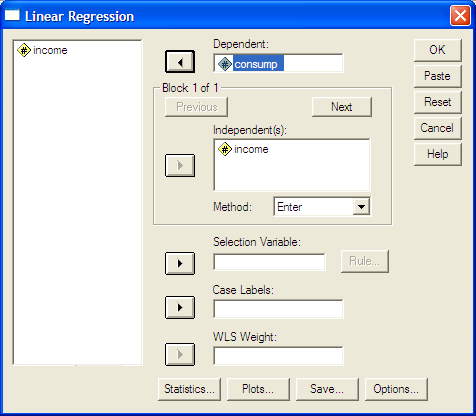 Linear Regression
income
Dependent:
consump
Block 1 of 1
Previous
Next
Independent(s):
income
Method:
Enter
Selection Variable:
Rule...
Case Labels:
WLS Weight:
Statistics...
Plots...
Save...
Options...
OK
Paste
Reset
Cancel
Help